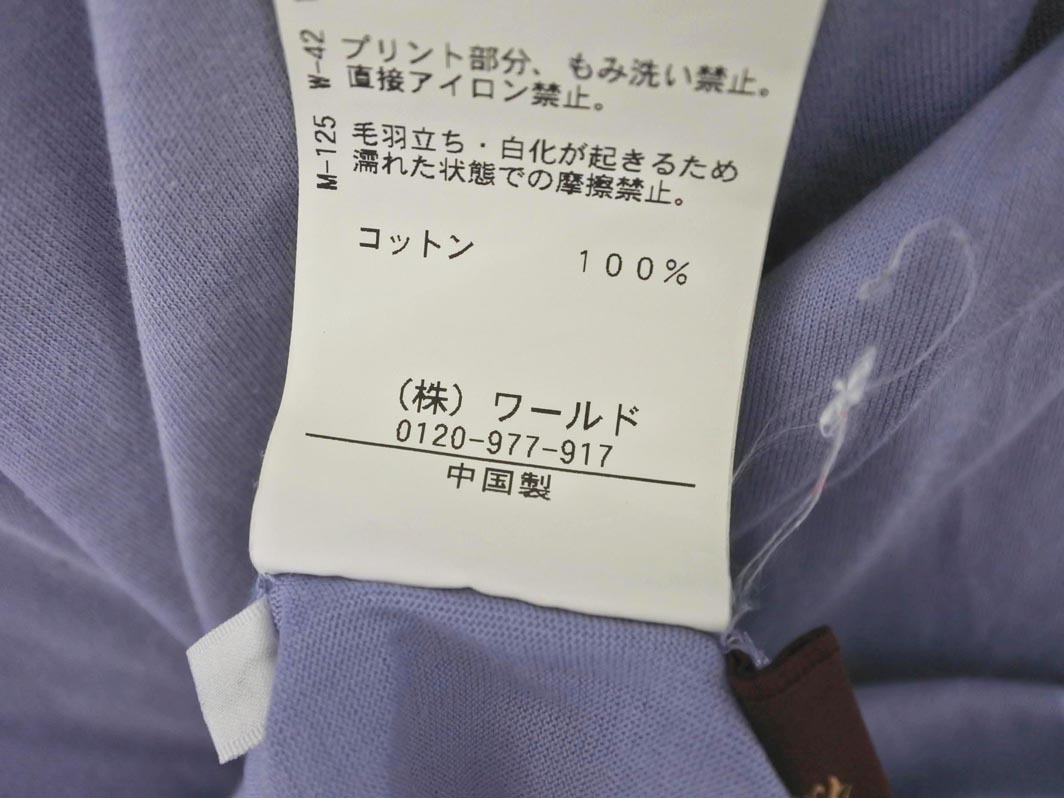 W-42
M-125
プリント部分、もみ洗い禁止。
直接アイロン禁止。
毛羽立ち・白化が起きるため
濡れた状態での摩擦禁止。
コットン 100%
(株) ワールド
0120-977-917
中国製